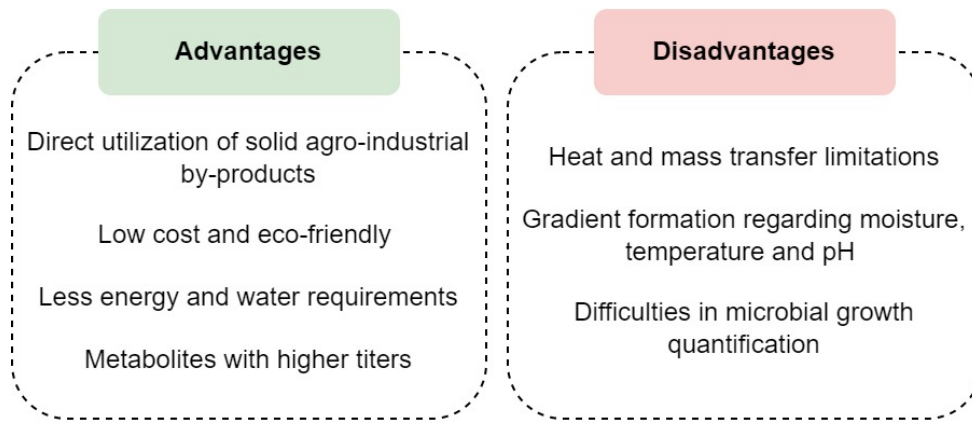 Advantages
Direct utilization of solid agro-industrial
by-products
Low cost and eco-friendly
Less energy and water requirements
Metabolites with higher titers
Disadvantages
Heat and mass transfer limitations
Gradient formation regarding moisture,
temperature and pH
Difficulties in microbial growth
quantification